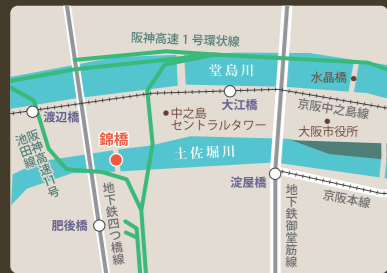 阪神高速1号環状線
堂島川
水晶橋
大江橋
渡辺橋
京阪中之島線
中之島
セントラルタワー
大阪市役所
阪神高速11号
池田線
錦橋
土佐堀川
淀屋橋
京阪本線
肥後橋
地下鉄四つ橋線
地下鉄御堂筋線